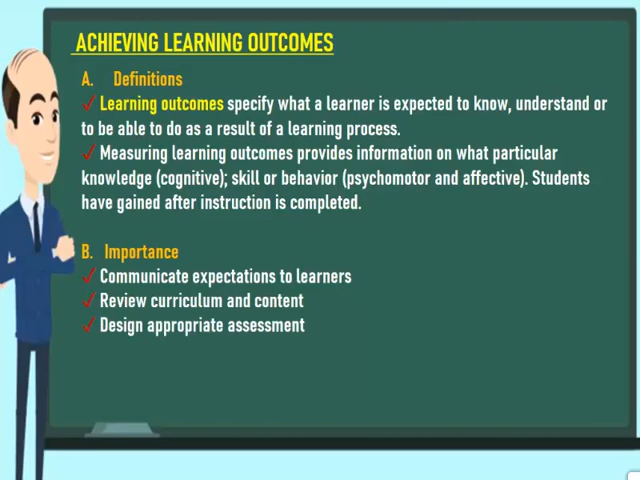 ACHIEVING LEARNING OUTCOMES
A. Definitions
✓ Learning outcomes specify what a learner is expected to know, understand or
to be able to do as a result of a learning process.
✓ Measuring learning outcomes provides information on what particular
knowledge (cognitive); skill or behavior (psychomotor and affective). Students
have gained after instruction is completed.
B. Importance
✓ Communicate expectations to learners
✓ Review curriculum and content
✓ Design appropriate assessment